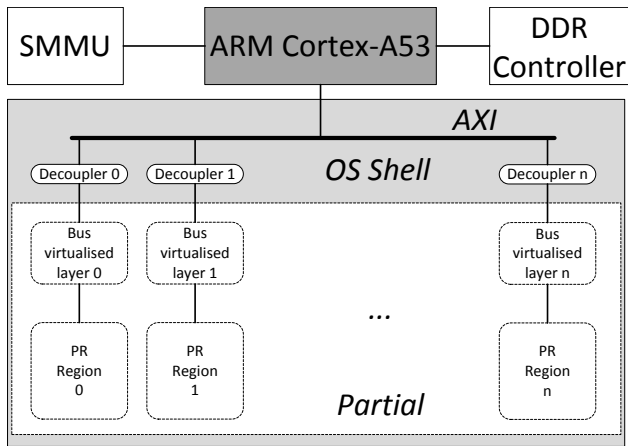 SMMU
ARM Cortex-A53
DDR
Controller
AXI
OS Shell
Decoupler 0
Decoupler 1
Decoupler n
Bus
virtualised
layer 0
Bus
virtualised
layer 1
Bus
virtualised
layer n
...
PR
Region
0
PR
Region
1
PR
Region
n
Partial